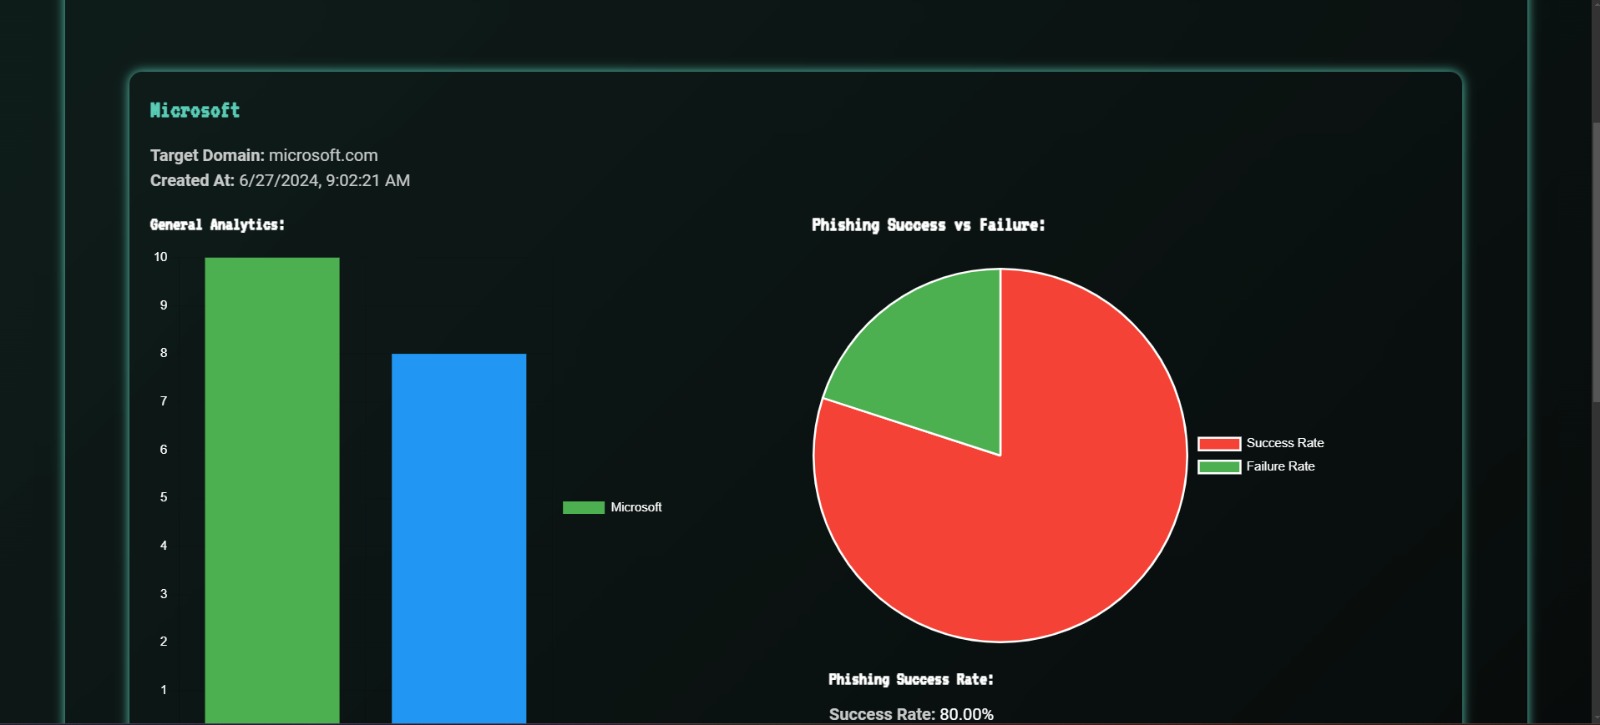 Microsoft
Target Domain: microsoft.com
Created At: 6/27/2024, 9:02:21 AM
General Analytics:
10
9
8
7
6
5
4
3
2
1
Microsoft
Phishing Success vs Failure:
Success Rate
Failure Rate
Phishing Success Rate:
Success Rate: 80.00%